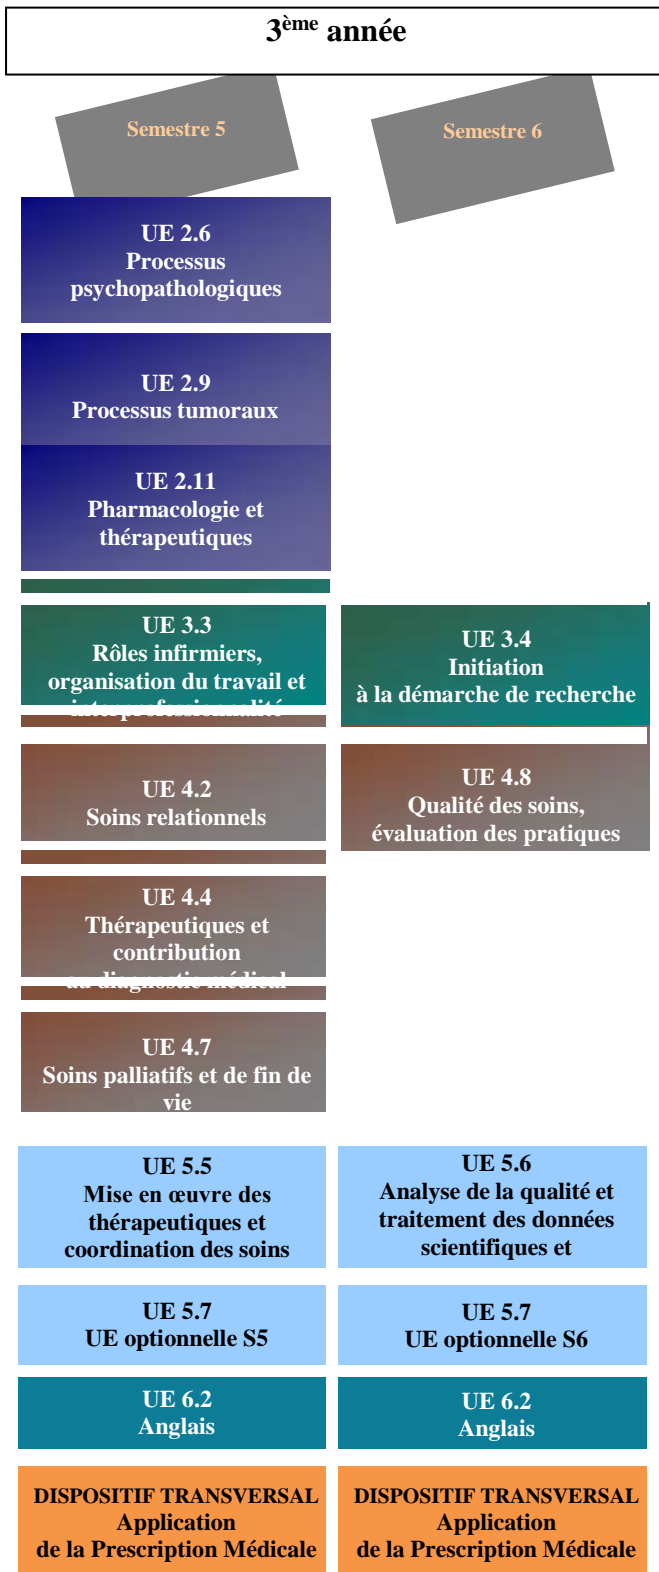 3ème année
Semestre 5
Semestre 6
UE 2.6
Processus
psychopathologiques
UE 2.9
Processus tumoraux
UE 2.11
Pharmacologie et
thérapeutiques
UE 3.3
Rôles infirmiers,
organisation du travail et
interprofessionnalité
UE 3.4
Initiation
à la démarche de recherche
UE 4.2
Soins relationnels
UE 4.8
Qualité des soins,
évaluation des pratiques
UE 4.4
Thérapeutiques et
contribution
au diagnostic médical
UE 4.7
Soins palliatifs et de fin de
vie
UE 5.5
Mise en œuvre des
thérapeutiques et
coordination des soins
UE 5.6
Analyse de la qualité et
traitement des données
scientifiques et
UE 5.7
UE optionnelle S5
UE 5.7
UE optionnelle S6
UE 6.2
Anglais
UE 6.2
Anglais
DISPOSITIF TRANSVERSAL
Application
de la Prescription Médicale
DISPOSITIF TRANSVERSAL
Application
de la Prescription Médicale